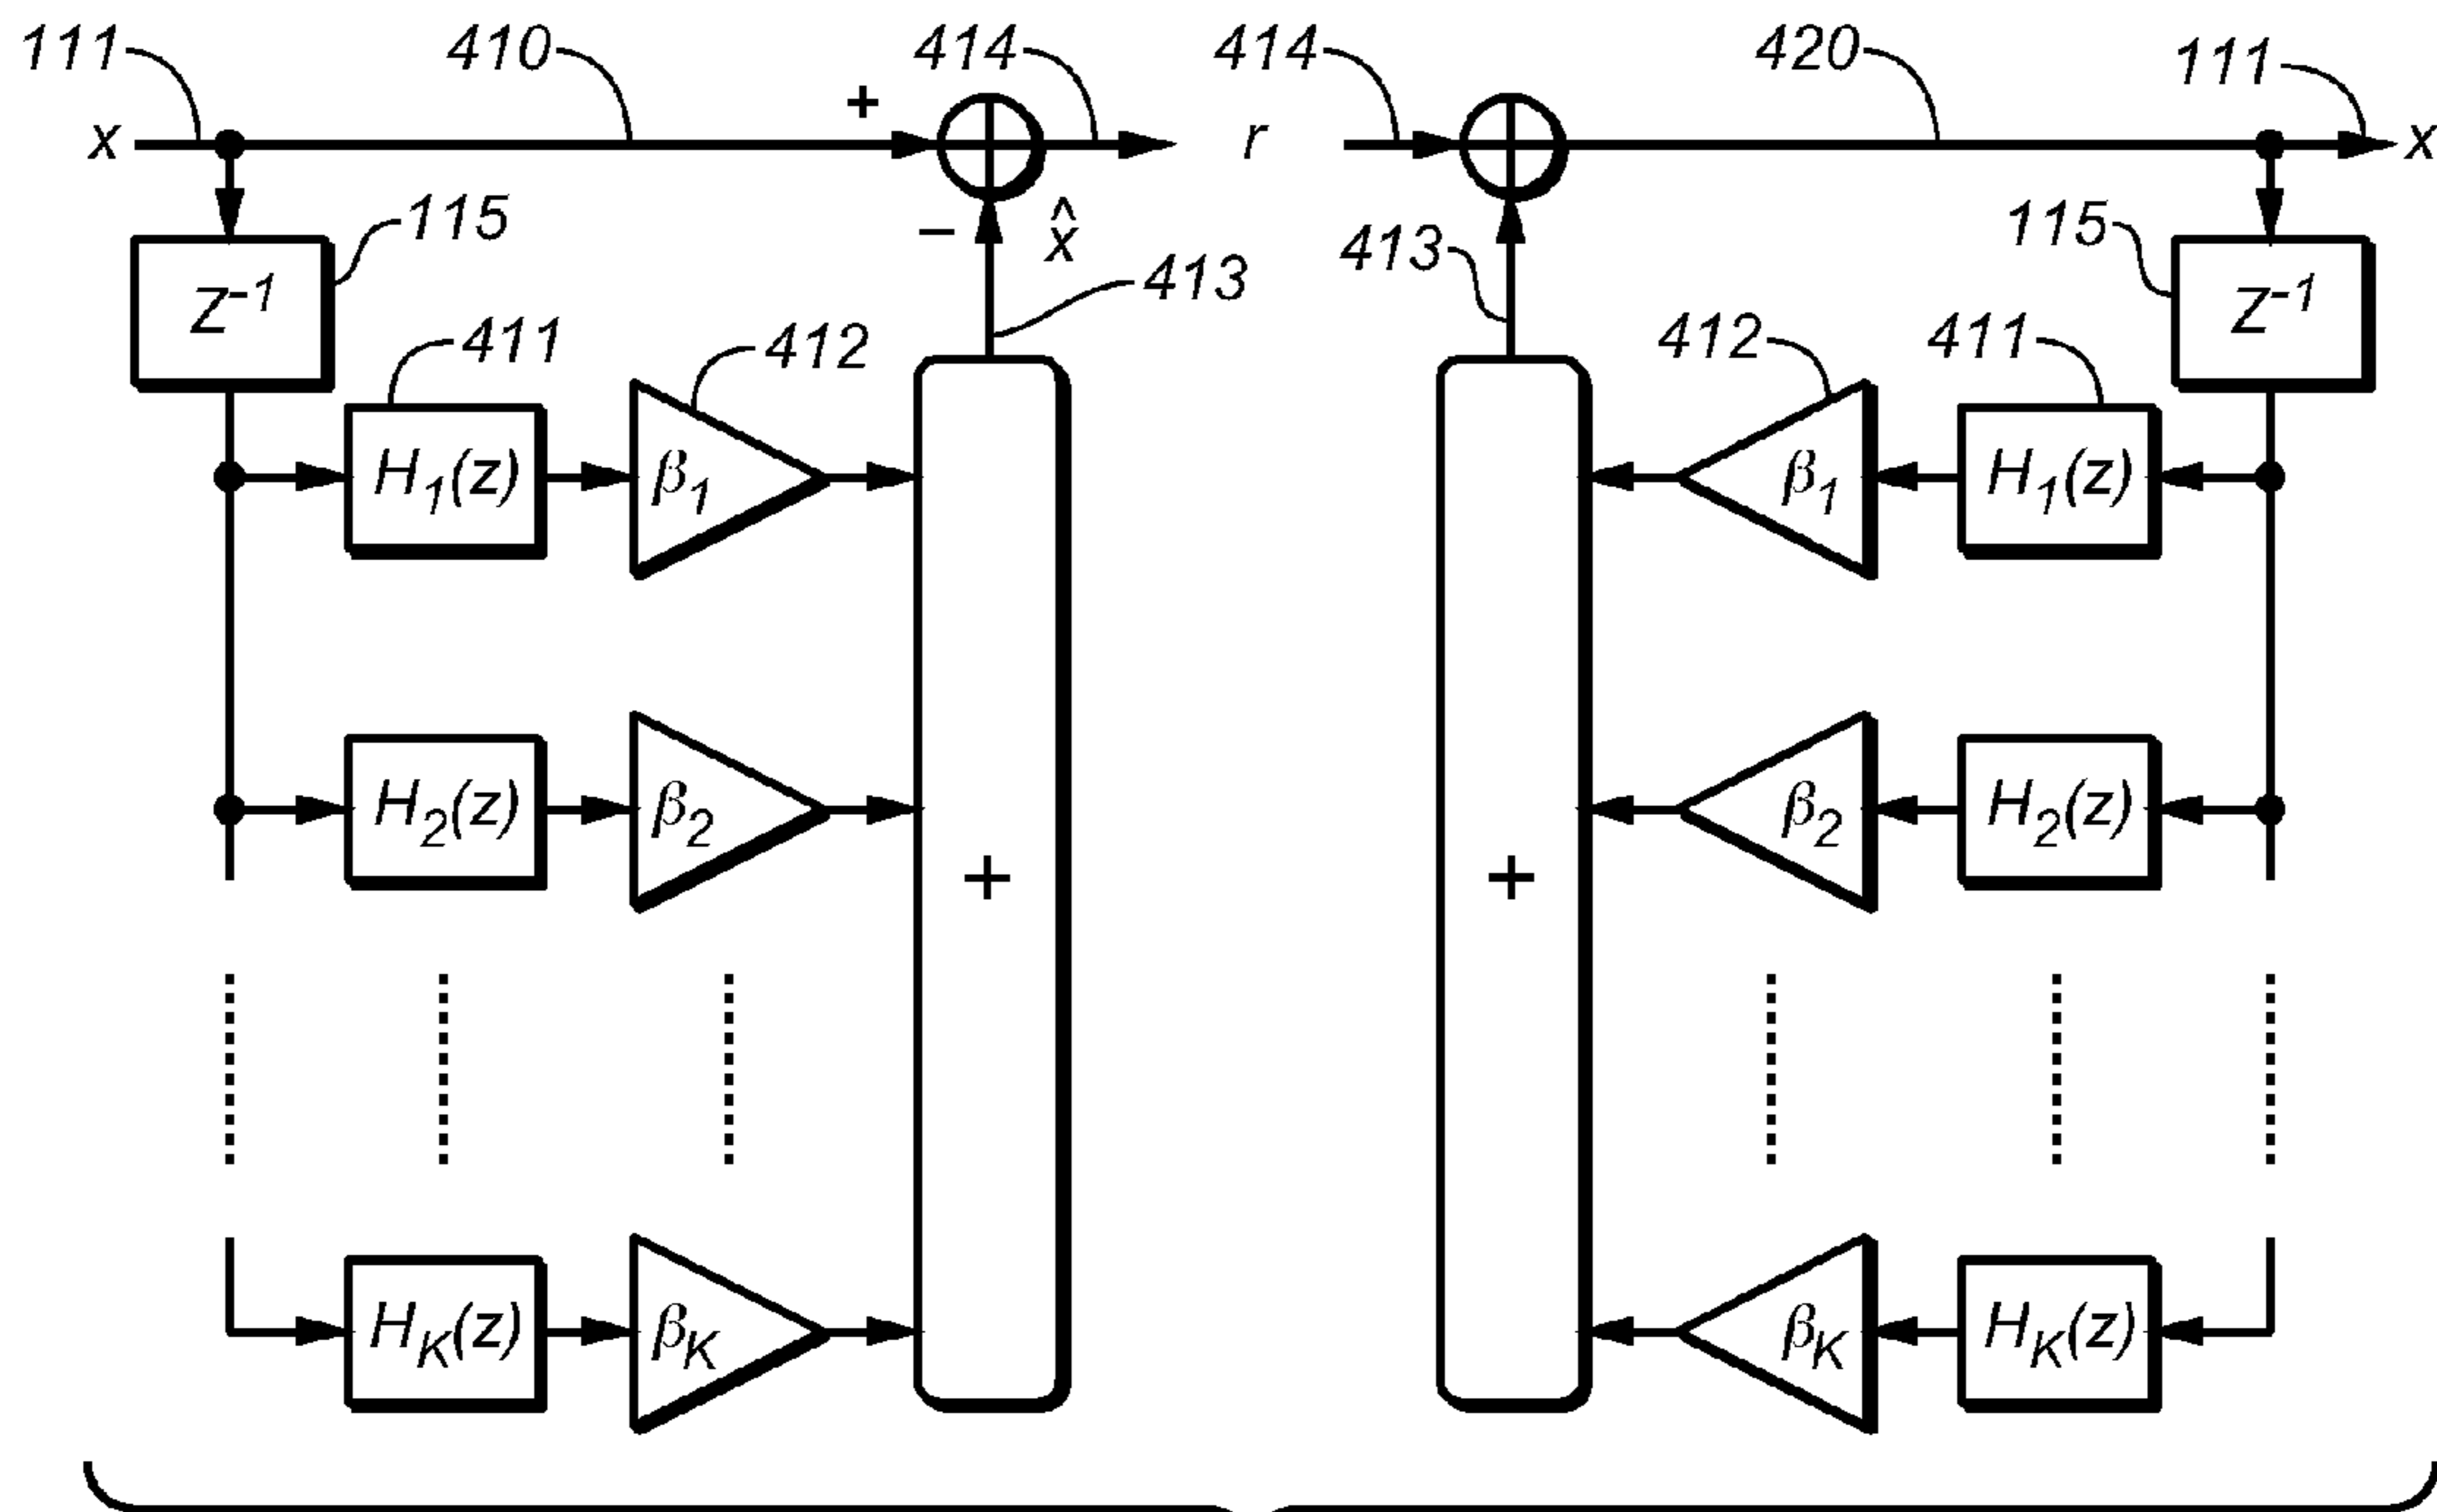 111 410 414 414 420 111
+
x r x
115 − x̂ 413 115
Z⁻¹ 413 Z⁻¹
411 412 412 411
H₁(z) β₁ β₁ H₁(z)
H₂(z) β₂ β₂ H₂(z)
+ +
H_K(z) β_K β_K H_K(z)